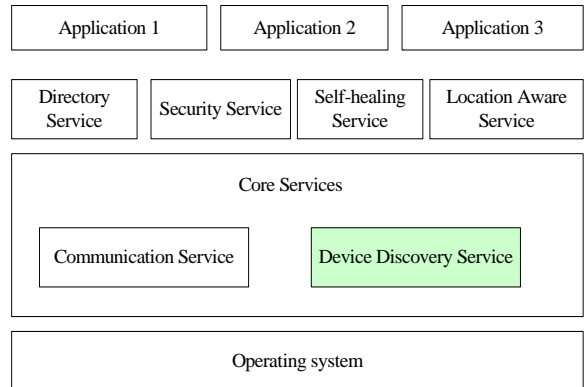 Application 1
Application 2
Application 3
Directory
Service
Security Service
Self-healing
Service
Location Aware
Service
Core Services
Communication Service
Device Discovery Service
Operating system